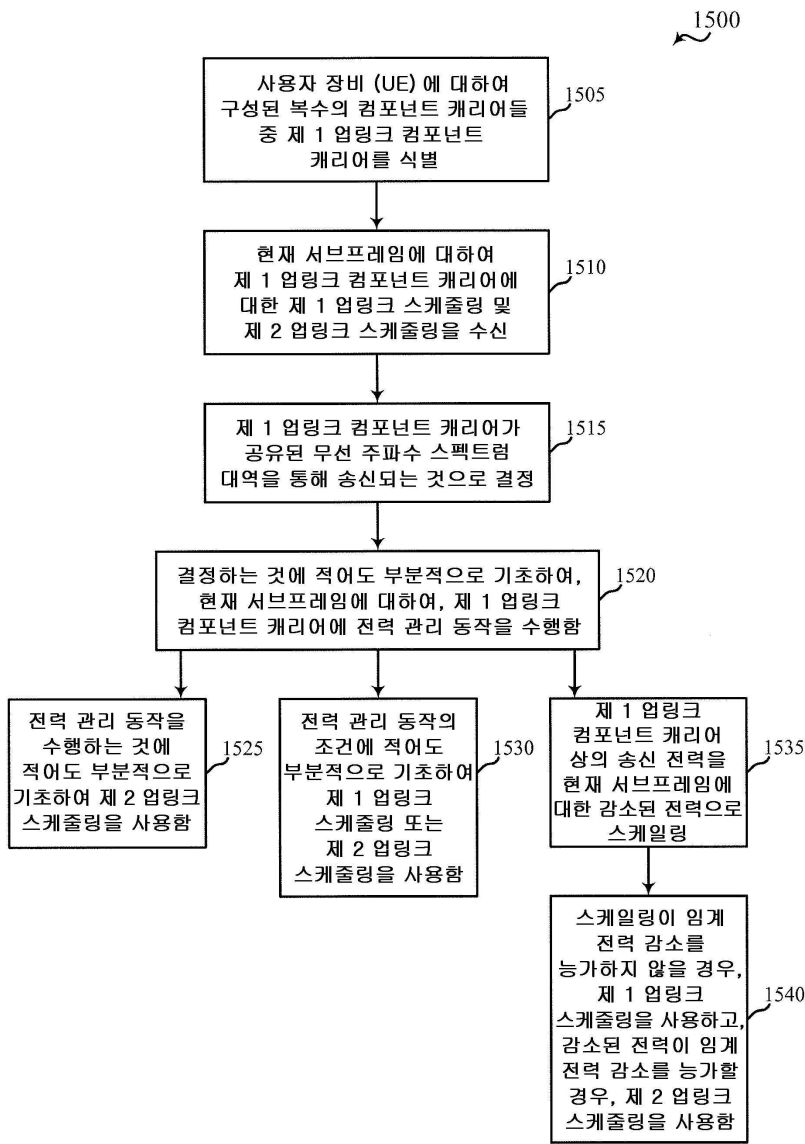 1500
사용자 장비 (UE) 에 대하여
구성된 복수의 컴포넌트 캐리어들
중 제 1 업링크 컴포넌트
캐리어를 식별
1505
현재 서브프레임에 대하여
제 1 업링크 컴포넌트 캐리어에
대한 제 1 업링크 스케줄링 및
제 2 업링크 스케줄링을 수신
1510
제 1 업링크 컴포넌트 캐리어가
공유된 무선 주파수 스펙트럼
대역을 통해 송신되는 것으로 결정
1515
결정하는 것에 적어도 부분적으로 기초하여,
현재 서브프레임에 대하여, 제 1 업링크
컴포넌트 캐리어에 전력 관리 동작을 수행함
1520
전력 관리 동작을
수행하는 것에
적어도 부분적으로
기초하여 제 2 업링크
스케줄링을 사용함
1525
전력 관리 동작의
조건에 적어도
부분적으로 기초하여
제 1 업링크
스케줄링 또는
제 2 업링크
스케줄링을 사용함
1530
제 1 업링크
컴포넌트 캐리어
상의 송신 전력을
현재 서브프레임에
대한 감소된 전력으로
스케일링
1535
스케일링이 임계
전력 감소를
능가하지 않을 경우,
제 1 업링크
스케줄링을 사용하고,
감소된 전력이 임계
전력 감소를 능가할
경우, 제 2 업링크
스케줄링을 사용함
1540